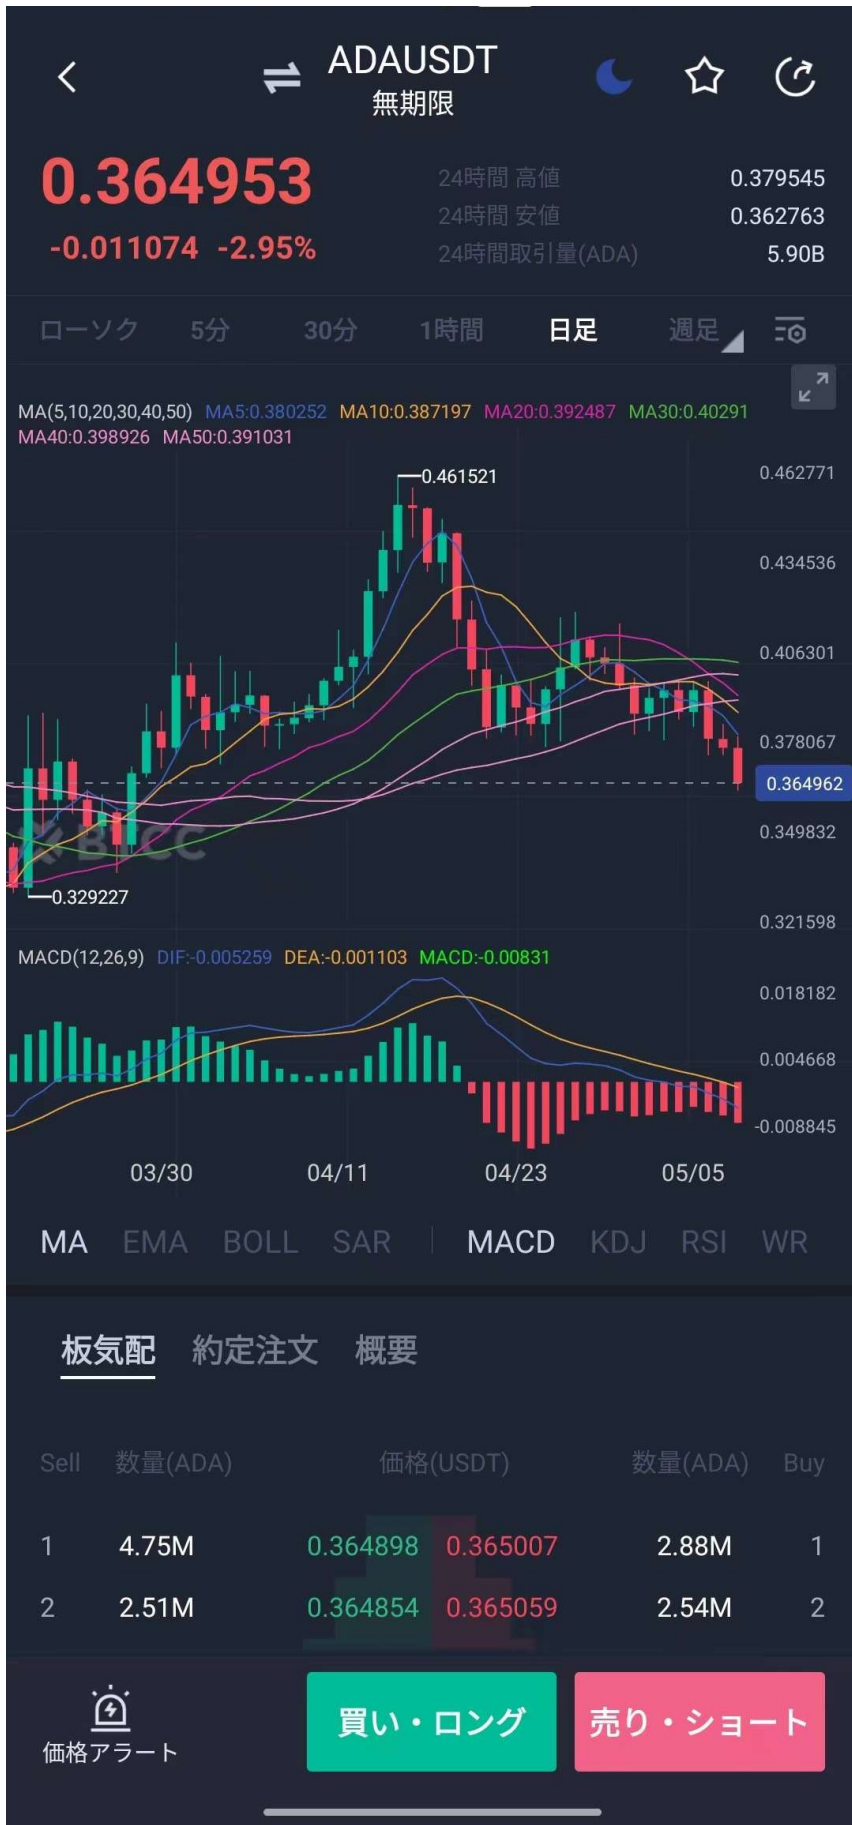 ADAUSDT
無期限
0.364953
-0.011074 -2.95%
24時間 高値 0.379545
24時間 安値 0.362763
24時間取引量(ADA) 5.90B
ローソク 5分 30分 1時間 日足 週足
MA(5,10,20,30,40,50) MA5:0.380252 MA10:0.387197 MA20:0.392487 MA30:0.40291
MA40:0.398926 MA50:0.391031
0.461521
0.462771
0.434536
0.406301
0.378067
0.364962
0.349832
BTCC
0.329227
0.321598
MACD(12,26,9) DIF:-0.005259 DEA:-0.001103 MACD:-0.00831
0.018182
0.004668
-0.008845
03/30 04/11 04/23 05/05
MA EMA BOLL SAR MACD KDJ RSI WR
板気配 約定注文 概要
Sell 数量(ADA) 価格(USDT) 数量(ADA) Buy
1 4.75M 0.364898 0.365007 2.88M 1
2 2.51M 0.364854 0.365059 2.54M 2
価格アラート
買い・ロング
売り・ショート